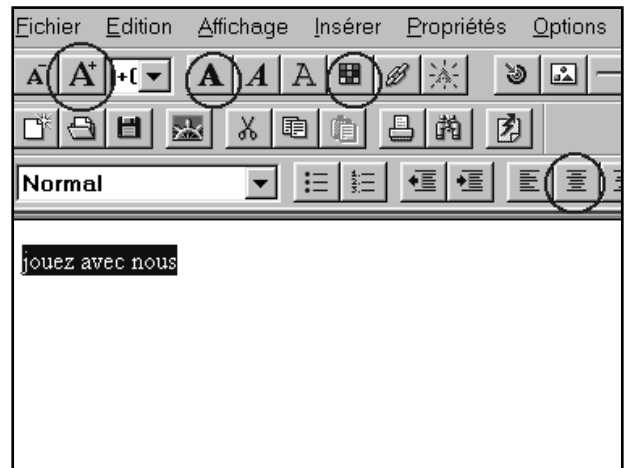 Fichier Edition Affichage Insérer Propriétés Options
A- A+ +( A A A
Normal
jouez avec nous